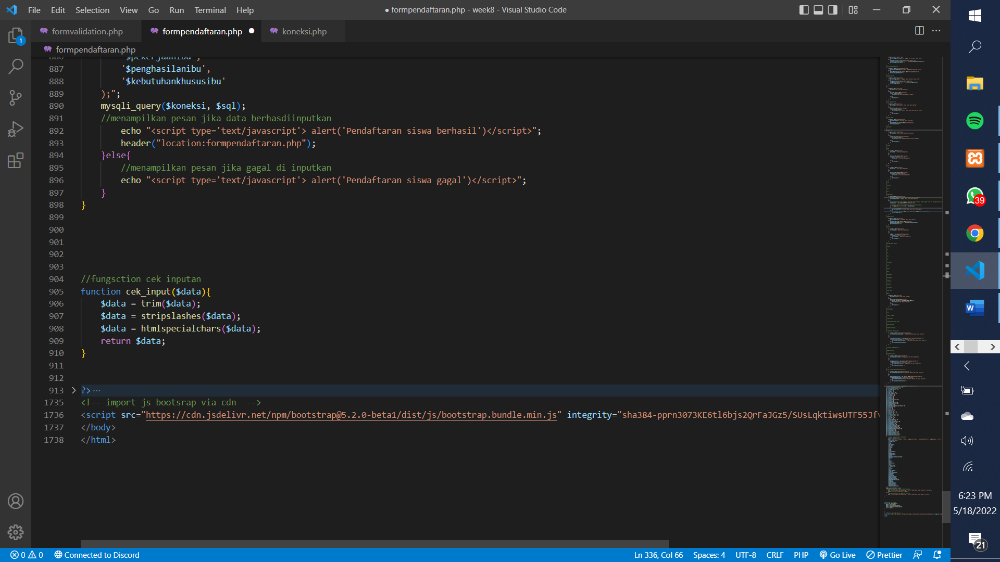 File Edit Selection View Go Run Terminal Help
● formpendaftaran.php - week8 - Visual Studio Code
1
formvalidation.php
formpendaftaran.php
koneksi.php
formpendaftaran.php
886 '$pekerjaanibu',
887 '$penghasilanibu',
888 '$kebutuhankhususibu'
889 );";
890 mysqli_query($koneksi, $sql);
891 //menampilkan pesan jika data berhasdiinputkan
892 echo "<script type='text/javascript'> alert('Pendaftaran siswa berhasil')</script>";
893 header("location:formpendaftaran.php");
894 }else{
895 //menampilkan pesan jika gagal di inputkan
896 echo "<script type='text/javascript'> alert('Pendaftaran siswa gagal')</script>";
897 }
898 }
899
900
901
902
903
904 //fungsction cek inputan
905 function cek_input($data){
906 $data = trim($data);
907 $data = stripslashes($data);
908 $data = htmlspecialchars($data);
909 return $data;
910 }
911
912
913 ?>···
1735 <!-- import js bootsrap via cdn -->
1736 <script src="https://cdn.jsdelivr.net/npm/bootstrap@5.2.0-beta1/dist/js/bootstrap.bundle.min.js" integrity="sha384-pprn3073KE6tl6bjs2QrFaJGz5/SUsLqktiwsUTF55Jfv
1737 </body>
1738 </html>
39
W
6:23 PM
5/18/2022
21
0 0 Connected to Discord
Ln 336, Col 66 Spaces: 4 UTF-8 CRLF PHP Go Live Prettier